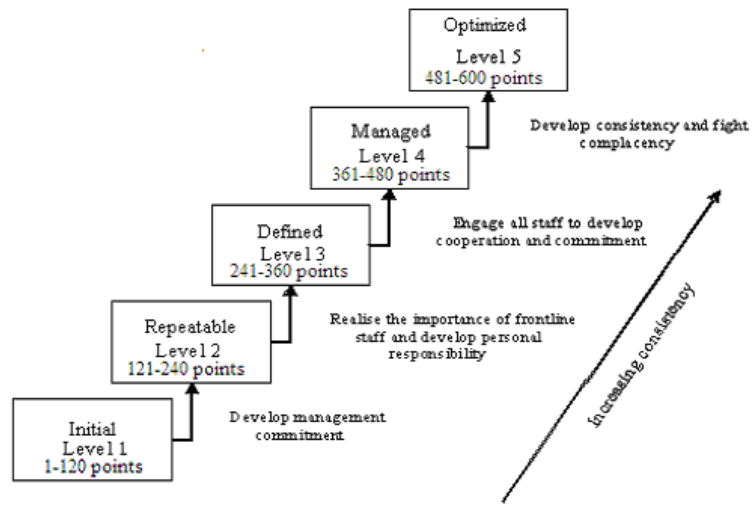 Optimized
Level 5
481-600 points
Managed
Level 4
361-480 points
Develop consistency and fight
complacency
Defined
Level 3
241-360 points
Engage all staff to develop
cooperation and commitment
Repeatable
Level 2
121-240 points
Realise the importance of frontline
staff and develop personal
responsibility
Initial
Level 1
1-120 points
Develop management
commitment
increasing consistency